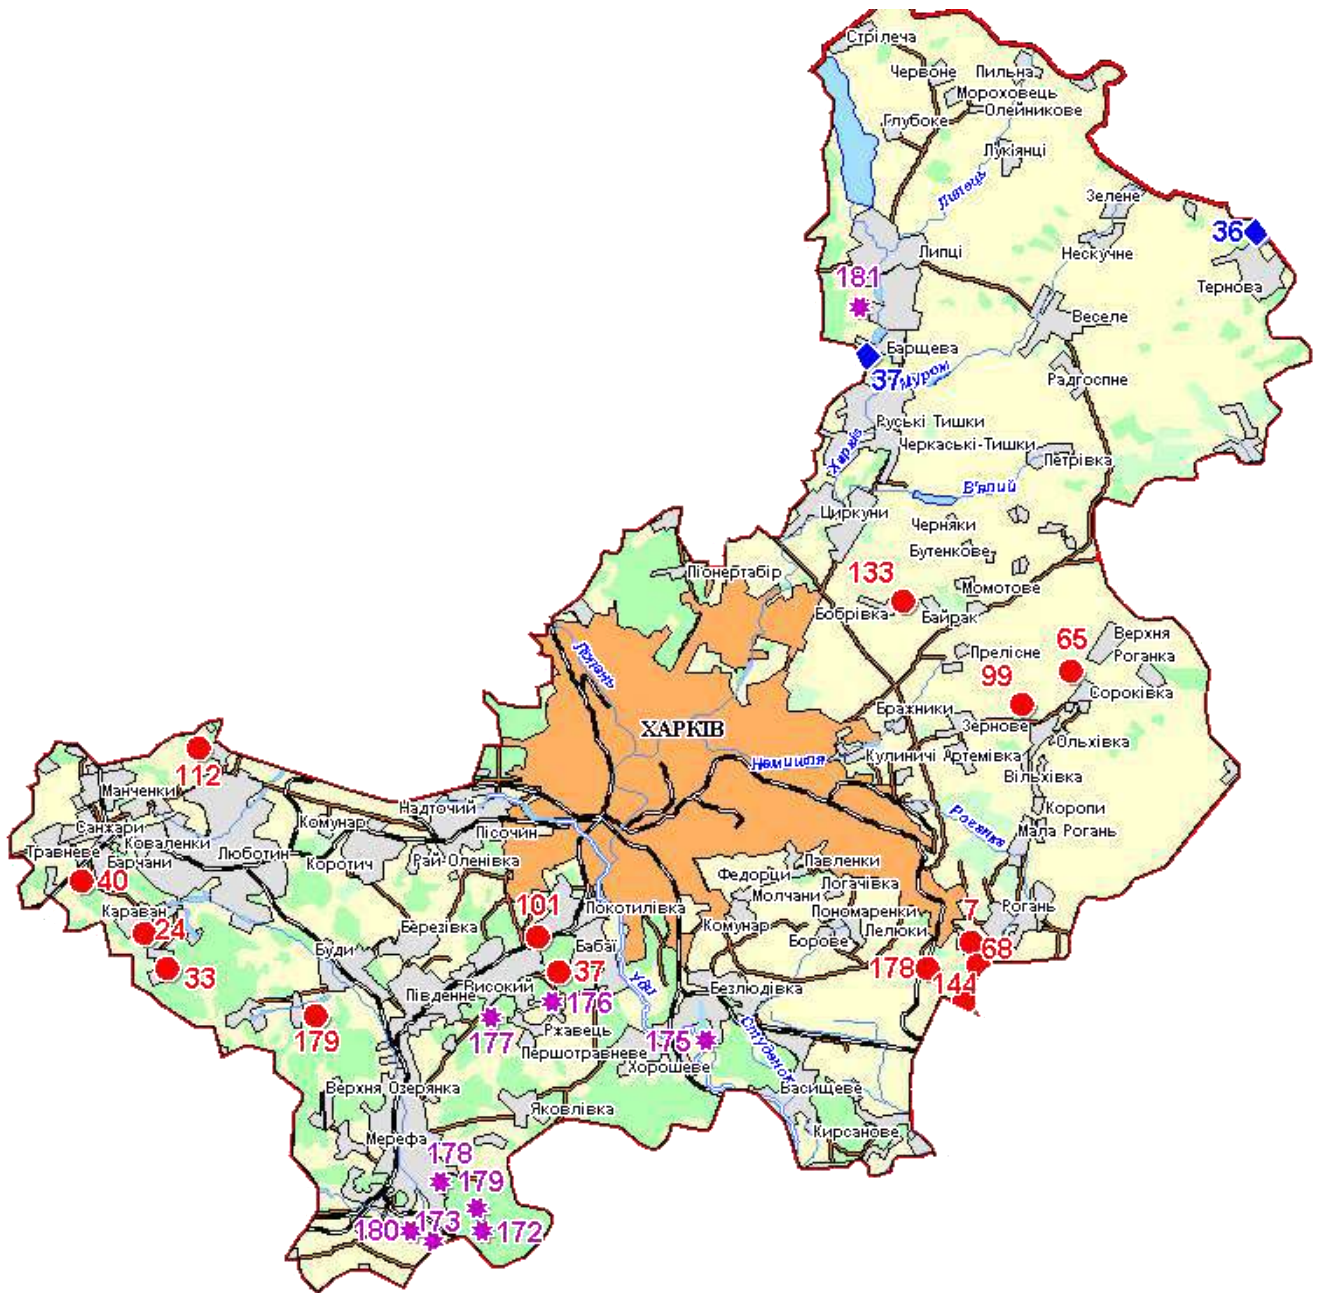 Стрілеча
Червоне
Пильна
Мороховець
Олейникове
Глубоке
Лукіянці
Липець
Зелене
36
Липці
Нескучне
Тернова
181
Веселе
Барщева
37
Муром
Радгоспне
Руські Тишки
Харків
Черкаські-Тишки
Петрівка
В'ялий
Циркуни
Черняки
Бутенкове
Піонертабір
133
Момотове
Бобрівка
Байрак
Верхня
Роганка
65
Прелісне
Лопань
99
Сороківка
Бражники
ХАРКІВ
Зернове
Ольхівка
112
Немишля
Кулиничі
Артемівка
Вільхівка
Манченки
Надточий
Комунар
Пісочин
Коропи
Роганка
Мала Рогань
Санжари
Коваленки
Травневе
Барчани
Люботин
Коротич
Рай-Оленівка
Павленки
Федорци
Логачівка
40
Молчани
Караван
101
Покотилівка
Пономаренки
7
Рогань
24
Березівка
Комунар
Борове
Лелюки
Буди
Бабаї
68
33
37
178
144
Високий
Уди
Безлюдівка
Південне
176
179
177
Ржавець
Студенок
Першотравневе
175
Хорошеве
Верхня Озерянка
Васищеве
Яковлівка
Мерефа
Кирсанове
178
179
180
173
172